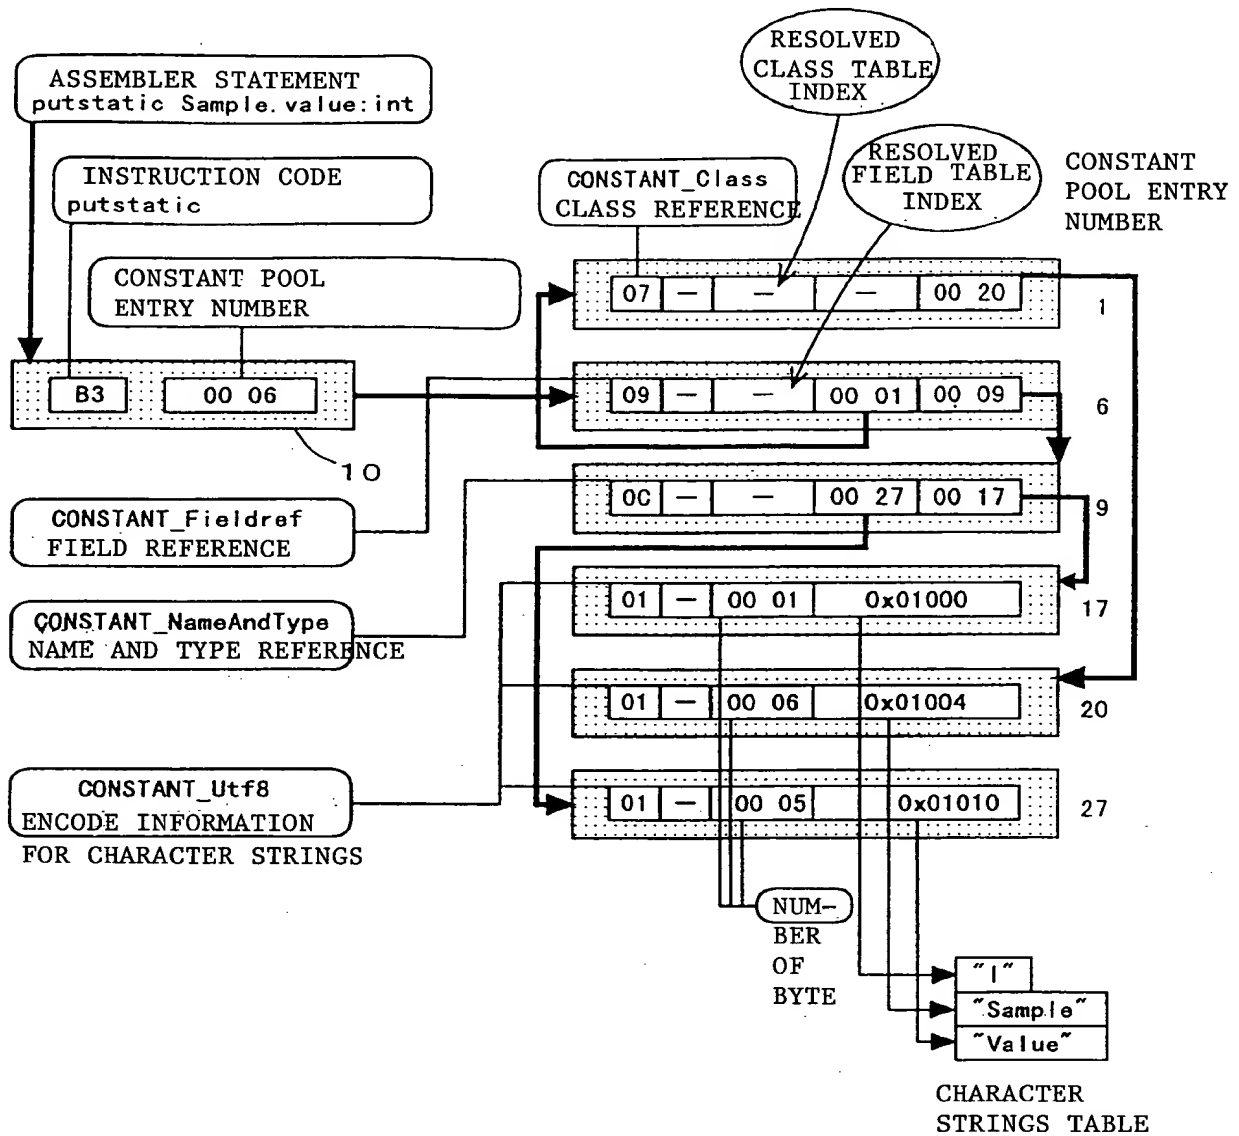 RESOLVED
CLASS TABLE
INDEX
ASSEMBLER STATEMENT
putstatic Sample.value:int
RESOLVED
FIELD TABLE
INDEX
CONSTANT
POOL ENTRY
NUMBER
INSTRUCTION CODE
putstatic
CONSTANT_Class
CLASS REFERENCE
CONSTANT POOL
ENTRY NUMBER
07 — — — 00 20
1
B3 00 06
09 — — 00 01 00 09
6
10
0C — — 00 27 00 17
9
CONSTANT_Fieldref
FIELD REFERENCE
01 — 00 01 0x01000
17
CONSTANT_NameAndType
NAME AND TYPE REFERENCE
01 — 00 06 0x01004
20
CONSTANT_Utf8
ENCODE INFORMATION
FOR CHARACTER STRINGS
01 — 00 05 0x01010
27
NUM–
BER
OF
BYTE
"I"
"Sample"
"Value"
CHARACTER
STRINGS TABLE